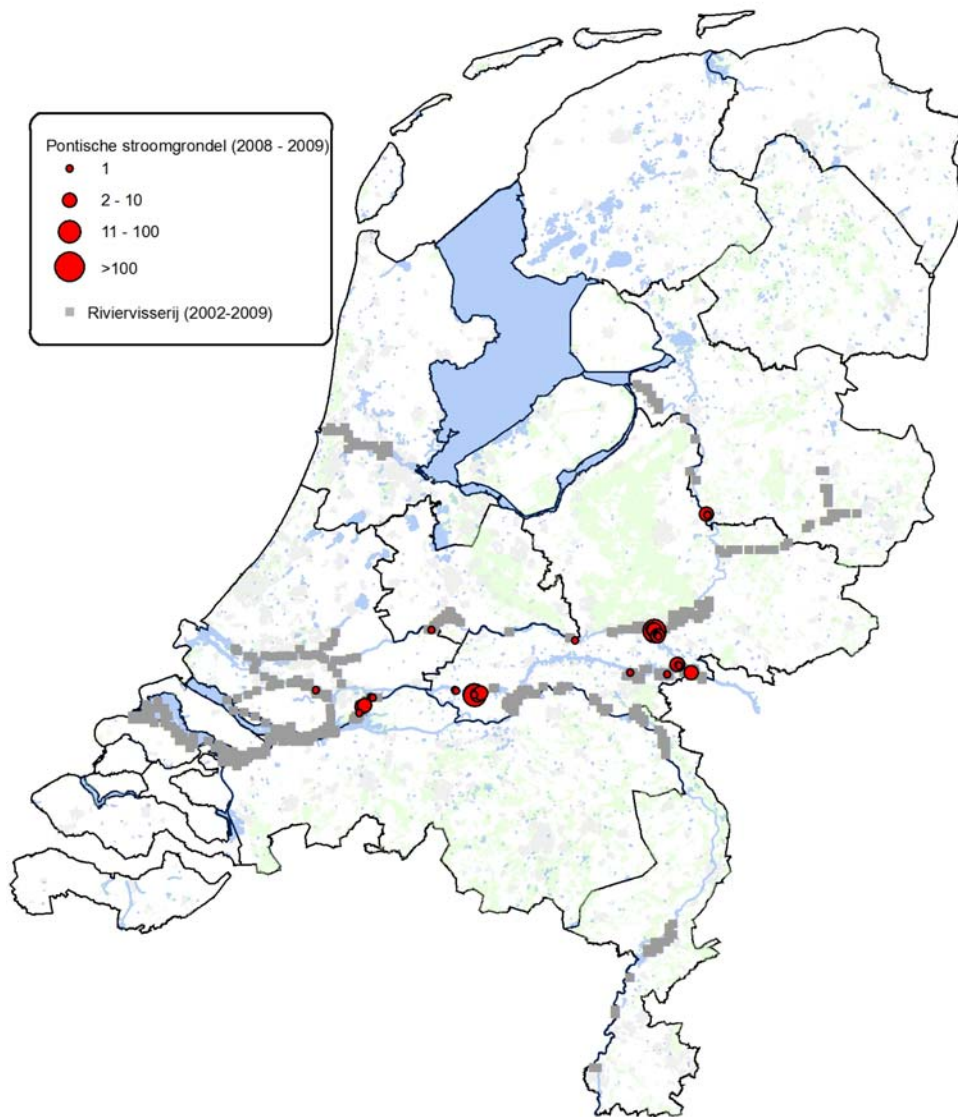 Pontische stroomgrondel (2008 - 2009)
1
2 - 10
11 - 100
>100
Riviervisserij (2002-2009)